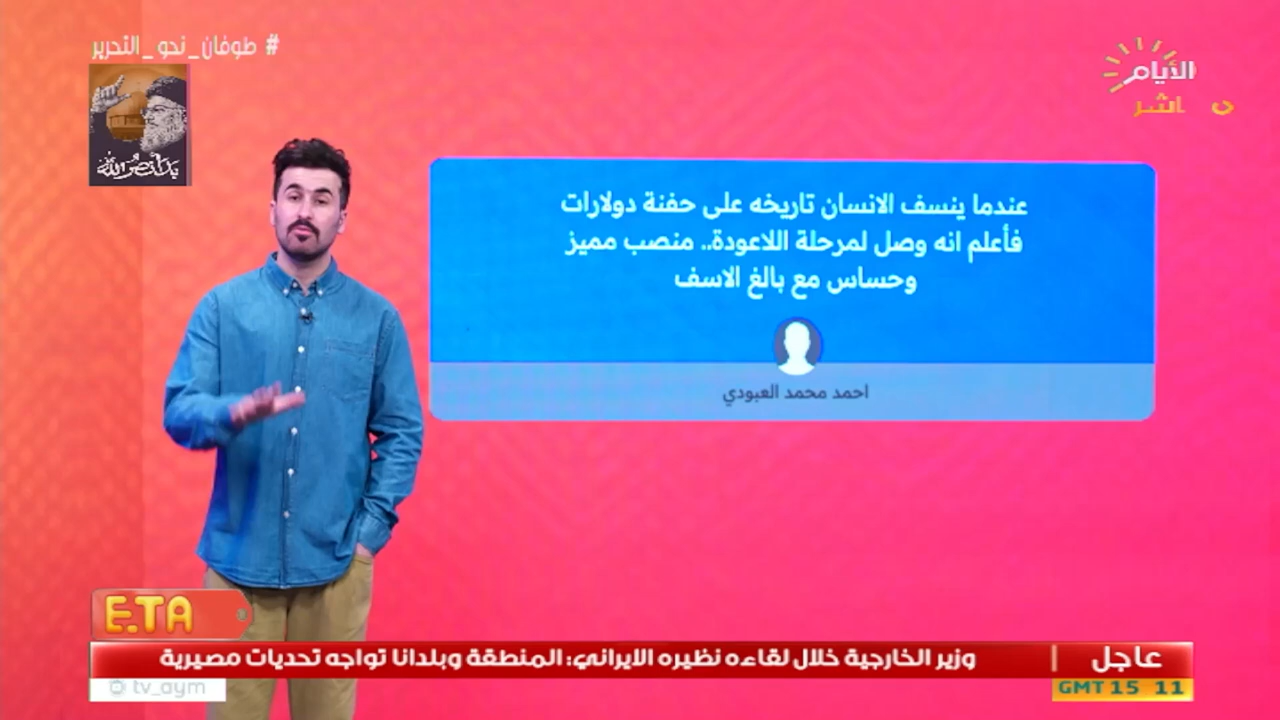 # طوفان_نحو_التحرير
الأيام
عندما ينسف الانسان تاريخه على حفنة دولارات
فأعلم انه وصل لمرحلة اللاعودة.. منصب مميز
وحساس مع بالغ الاسف
احمد محمد العبودي
E.TA
عاجل
وزير الخارجية خلال لقاءه نظيره الايراني: المنطقة وبلدانا تواجه تحديات مصيرية
tv_aym
GMT 15 11